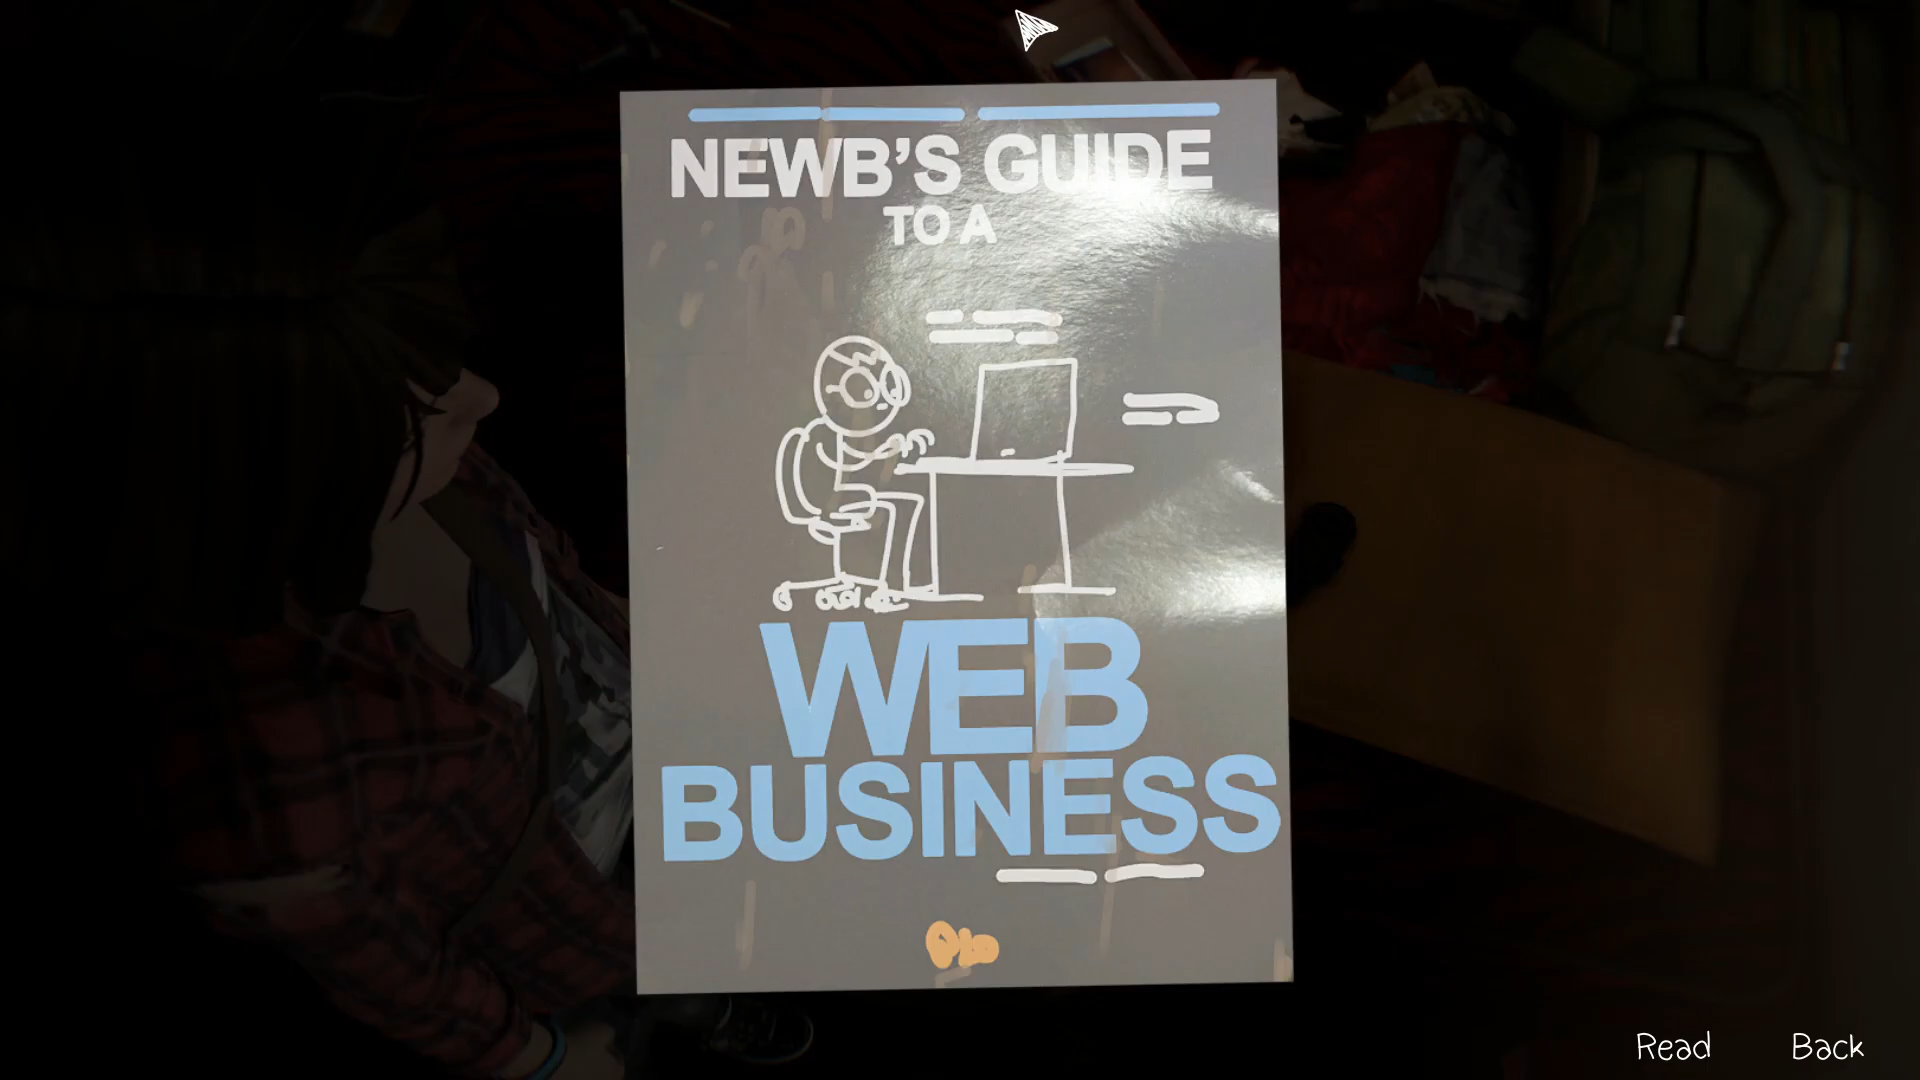 NEWB'S GUIDE
TO A
WEB
BUSINESS
Read Back